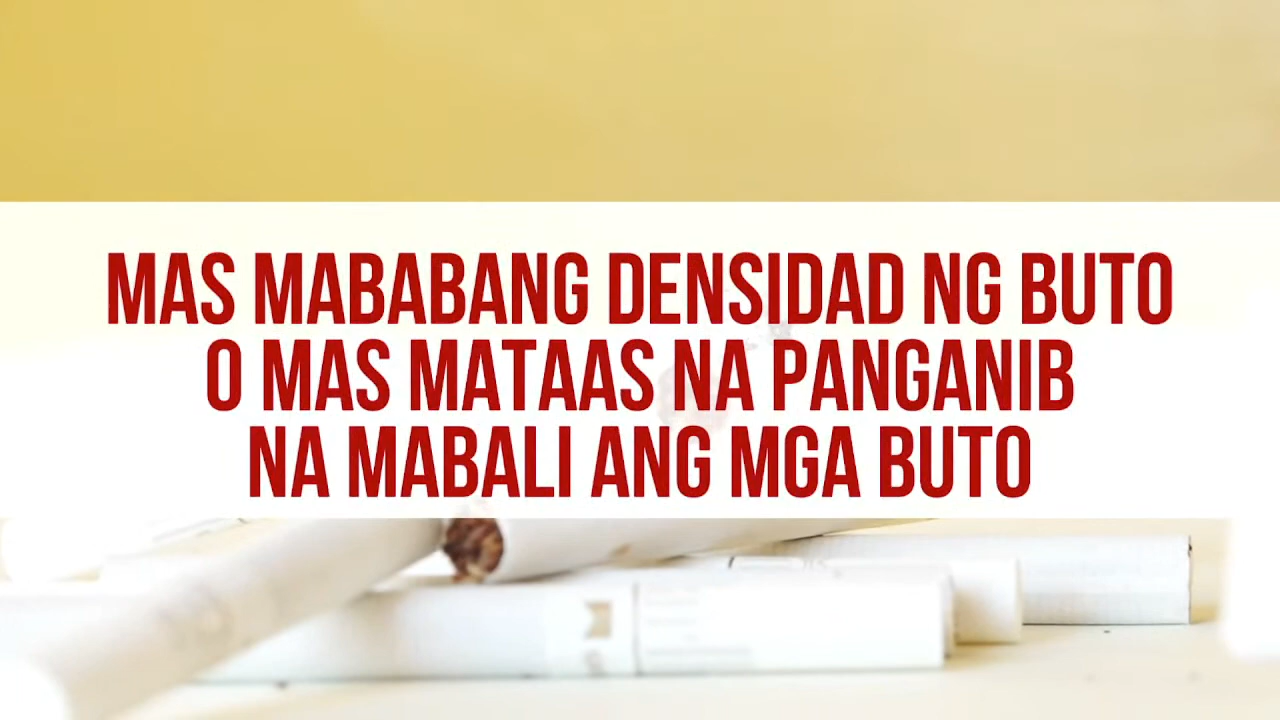 MAS MABABANG DENSIDAD NG BUTO
O MAS MATAAS NA PANGANIB
NA MABALI ANG MGA BUTO